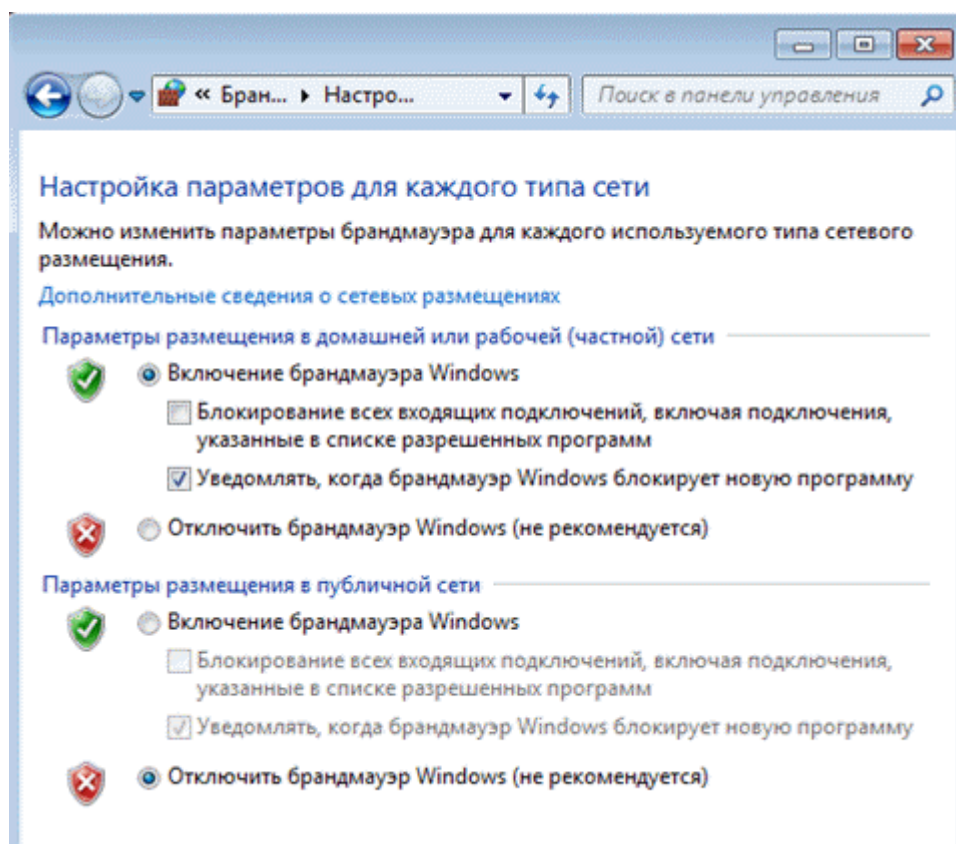 « Бран... Настро... Поиск в панели управления
Настройка параметров для каждого типа сети
Можно изменить параметры брандмауэра для каждого используемого типа сетевого
размещения.
Дополнительные сведения о сетевых размещениях
Параметры размещения в домашней или рабочей (частной) сети
Включение брандмауэра Windows
Блокирование всех входящих подключений, включая подключения,
указанные в списке разрешенных программ
Уведомлять, когда брандмауэр Windows блокирует новую программу
Отключить брандмауэр Windows (не рекомендуется)
Параметры размещения в публичной сети
Включение брандмауэра Windows
Блокирование всех входящих подключений, включая подключения,
указанные в списке разрешенных программ
Уведомлять, когда брандмауэр Windows блокирует новую программу
Отключить брандмауэр Windows (не рекомендуется)